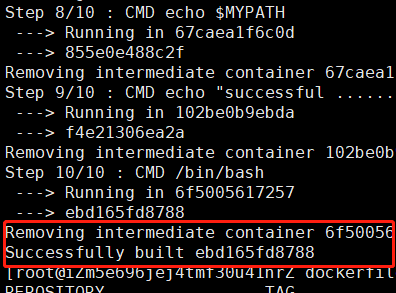 Step 8/10 : CMD echo $MYPATH
 ---> Running in 67caea1f6c0d
 ---> 855e0e488c2f
Removing intermediate container 67caea1
Step 9/10 : CMD echo "successful ......
 ---> Running in 102be0b9ebda
 ---> f4e21306ea2a
Removing intermediate container 102be0b
Step 10/10 : CMD /bin/bash
 ---> Running in 6f5005617257
 ---> ebd165fd8788
Removing intermediate container 6f50056
Successfully built ebd165fd8788
[root@iZm5e696jej4tmf30u41nrZ dockerfil
REPOSITORY TAG